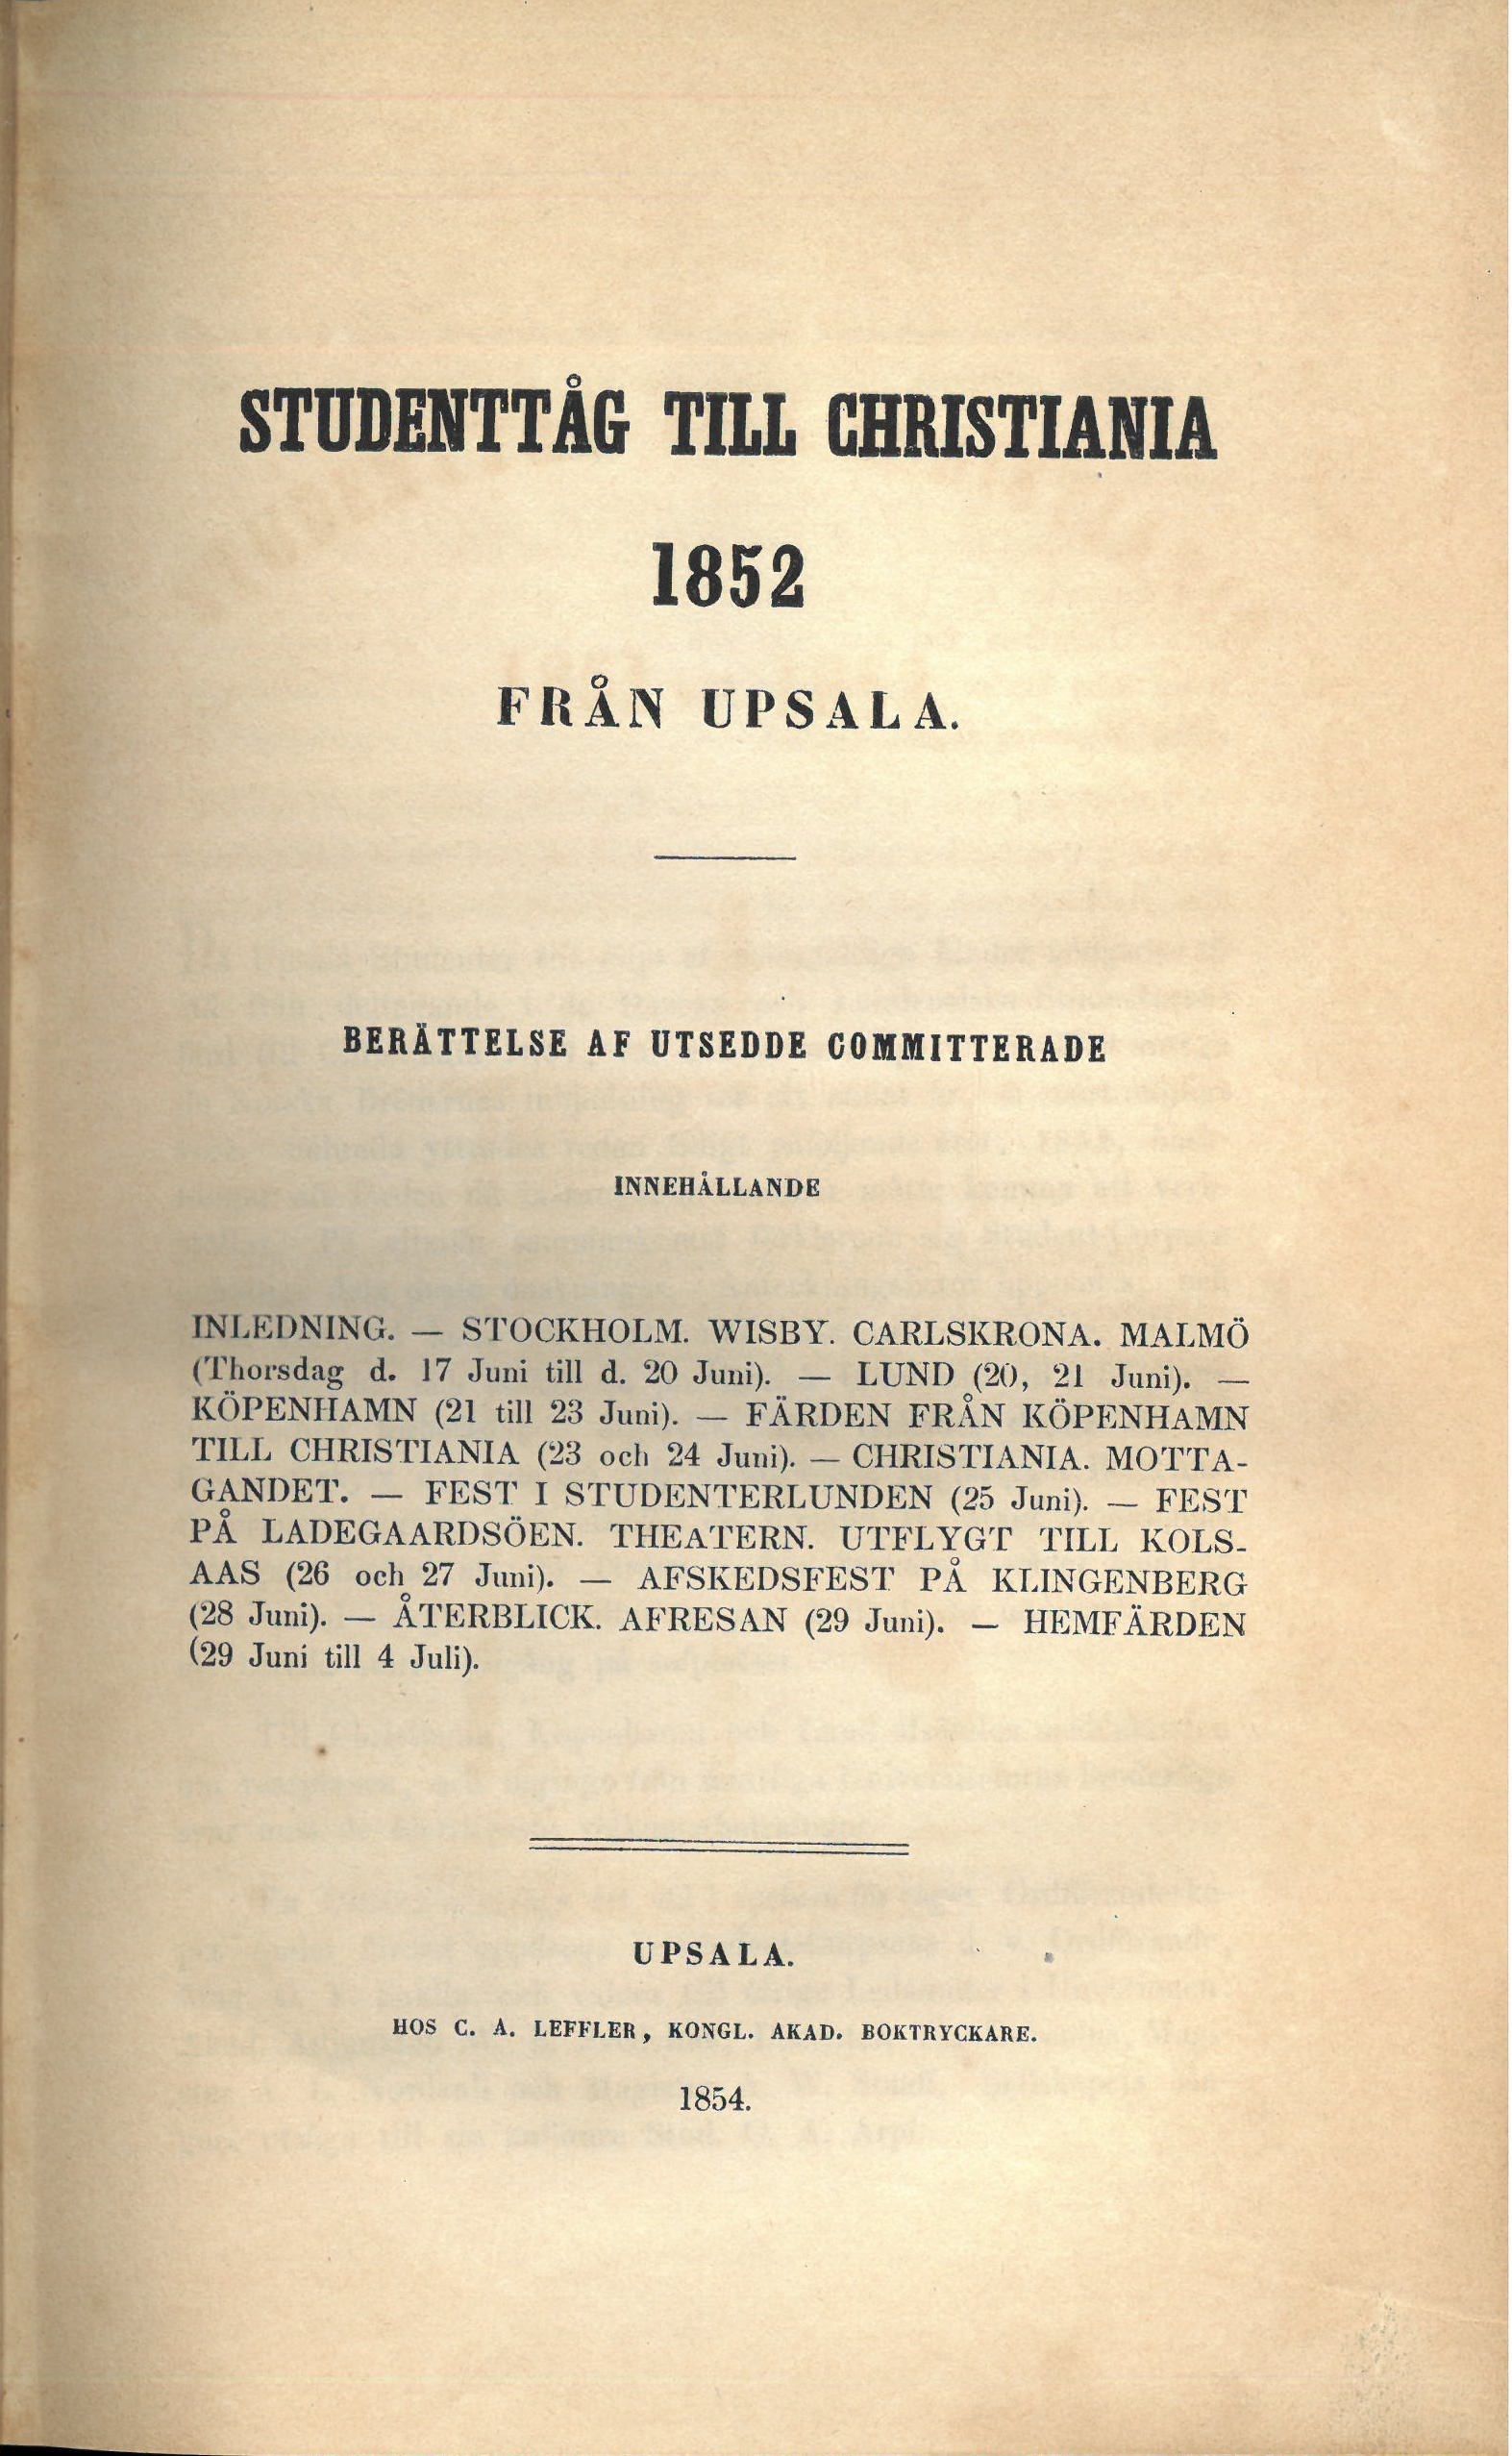 STUDENTTÅG TILL CHRISTIANIA
1852
FRÅN UPSALA.
BERÄTTELSE AF UTSEDDE COMMITTERADE
INNEHÅLLANDE
INLEDNING. — STOCKHOLM. WISBY. CARLSKRONA. MALMÖ
(Thorsdag d. 17 Juni till d. 20 Juni). — LUND (20, 21 Juni). —
KÖPENHAMN (21 till 23 Juni). — FÄRDEN FRÅN KÖPENHAMN
TILL CHRISTIANIA (23 och 24 Juni). — CHRISTIANIA. MOTTA-
GANDET. — FEST I STUDENTERLUNDEN (25 Juni). — FEST
PÅ LADEGAARDSÖEN. THEATERN. UTFLYGT TILL KOLS-
AAS (26 och 27 Juni). — AFSKEDSFEST PÅ KLINGENBERG
(28 Juni). — ÅTERBLICK. AFRESAN (29 Juni). — HEMFÄRDEN
(29 Juni till 4 Juli).
UPSALA.
HOS C. A. LEFFLER, KONGL. AKAD. BOKTRYCKARE.
1854.